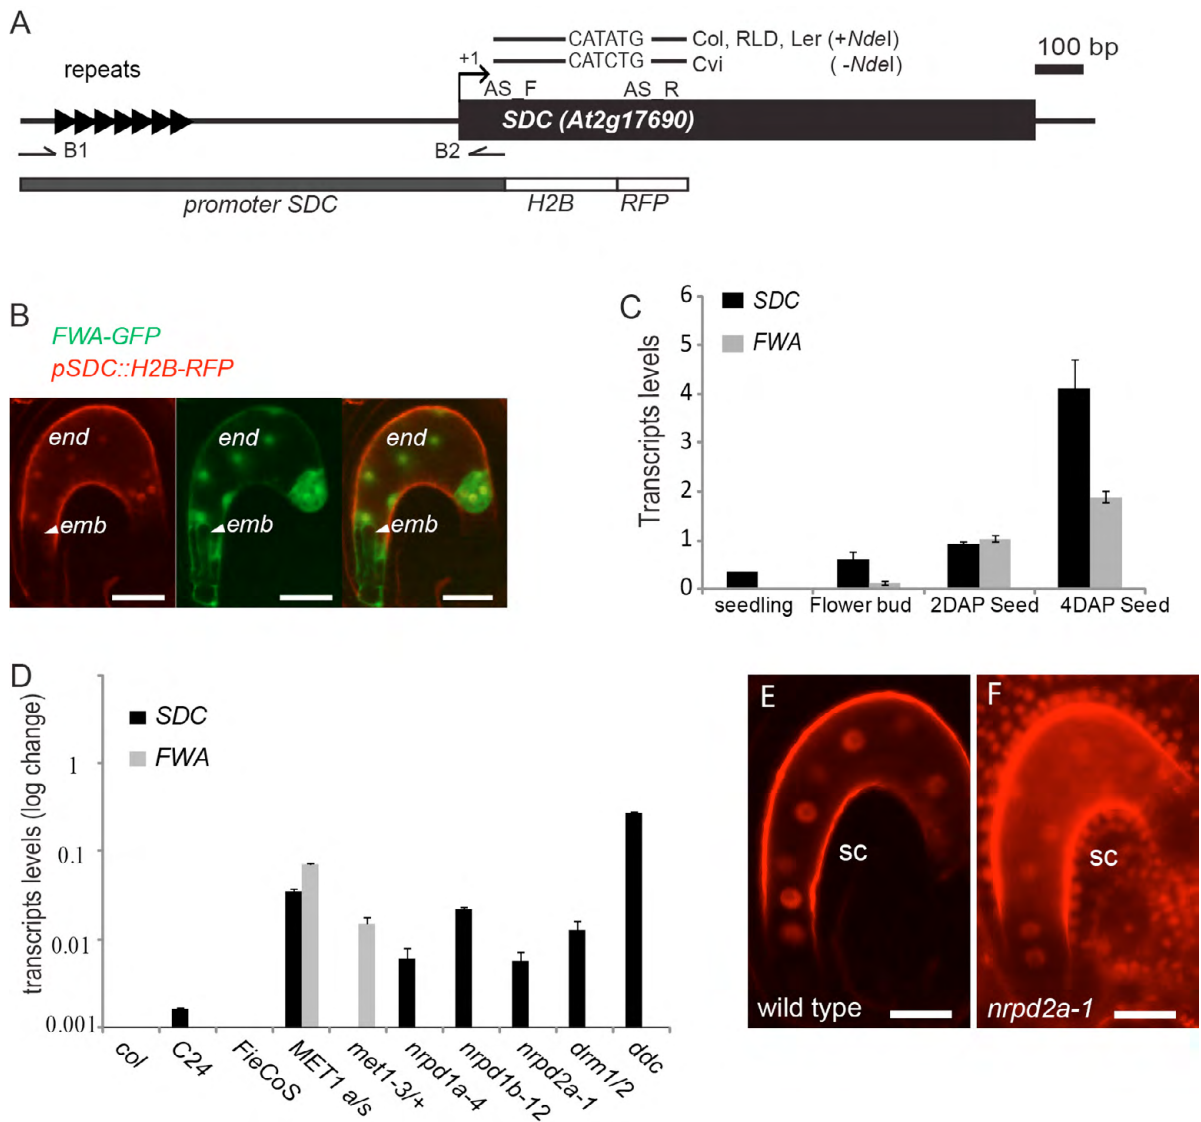 A
repeats
+1
CATATG Col, RLD, Ler (+NdeI)
CATCTG Cvi (-NdeI)
100 bp
AS_F AS_R
SDC (At2g17690)
B1 B2
promoter SDC H2B RFP
B
FWA-GFP
pSDC::H2B-RFP
end end end
emb emb emb
C
SDC
FWA
Transcripts levels
6
5
4
3
2
1
0
seedling Flower bud 2DAP Seed 4DAP Seed
D
SDC
FWA
transcripts levels (log change)
1
0.1
0.01
0.001
col C24 FieCoS MET1 a/s met1-3/+ nrpd1a-4 nrpd1b-12 nrpd2a-1 drm1/2 ddc
E F
sc sc
wild type nrpd2a-1